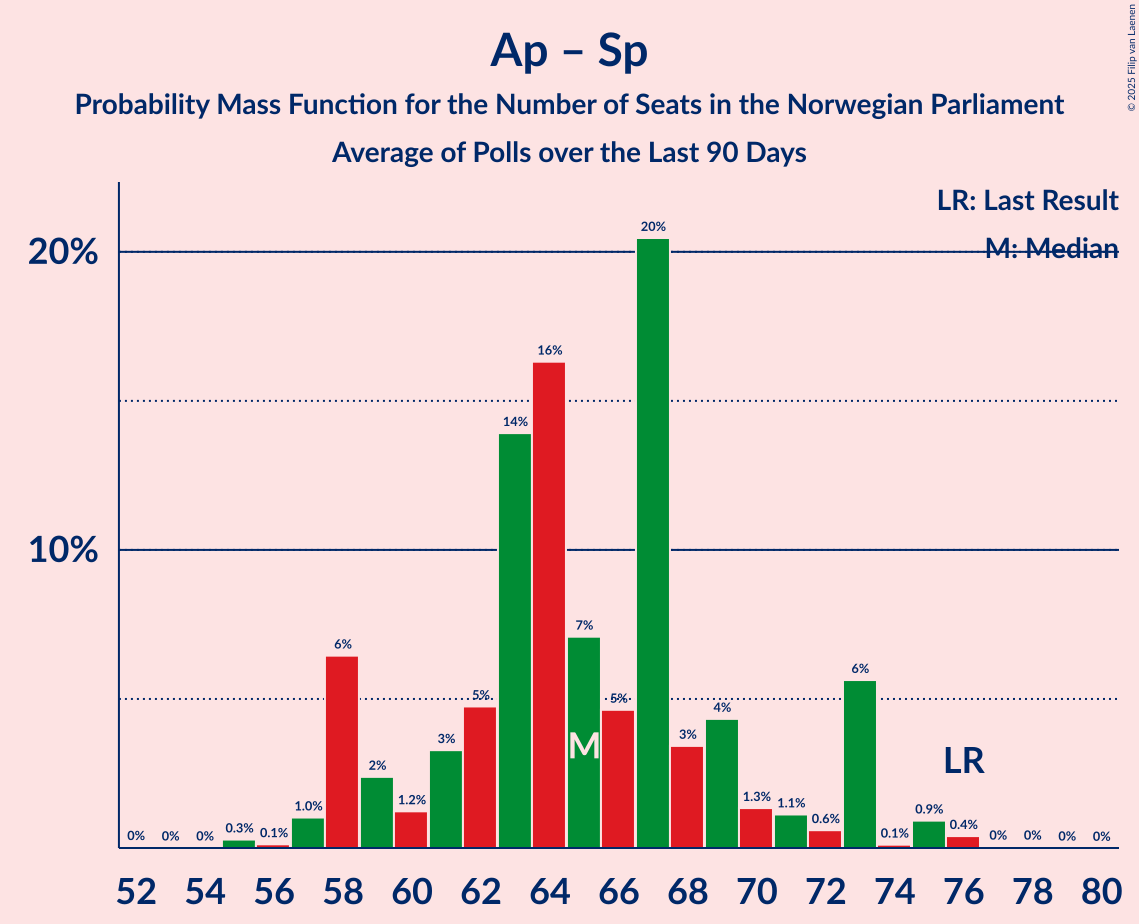 Ap – Sp
Probability Mass Function for the Number of Seats in the Norwegian Parliament
Average of Polls over the Last 90 Days
© 2025 Filip van Laenen
LR: Last Result
M: Median
20%
10%
0% 0% 0% 0.3% 0.1% 1.0% 6% 2% 1.2% 3% 5% 14% 16% 7% 5% 20% 3% 4% 1.3% 1.1% 0.6% 6% 0.1% 0.9% 0.4% 0% 0% 0% 0%
M
LR
52 54 56 58 60 62 64 66 68 70 72 74 76 78 80